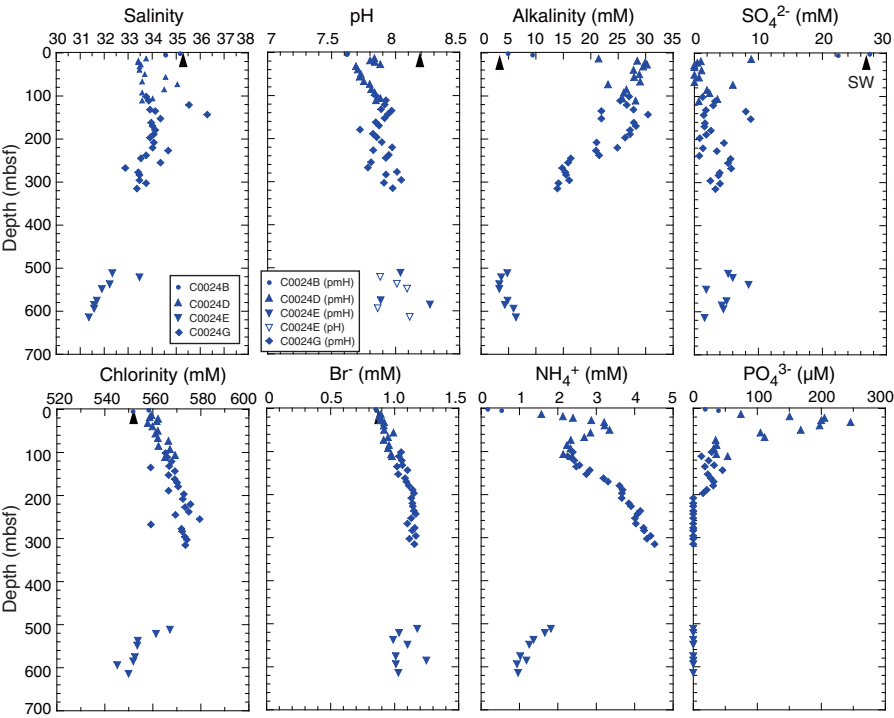 Salinity
pH
Alkalinity (mM)
SO₄²⁻ (mM)
30 31 32 33 34 35 36 37 38
7 7.5 8 8.5
0 5 10 15 20 25 30 35
0 10 20 30
0
100
200
300
400
500
600
700
Depth (mbsf)
SW
C0024B
C0024D
C0024E
C0024G
C0024B (pmH)
C0024D (pmH)
C0024E (pmH)
C0024E (pH)
C0024G (pmH)
Chlorinity (mM)
Br⁻ (mM)
NH₄⁺ (mM)
PO₄³⁻ (µM)
520 540 560 580 600
0 0.5 1.0 1.5
0 1 2 3 4 5
0 100 200 300
0
100
200
300
400
500
600
700
Depth (mbsf)